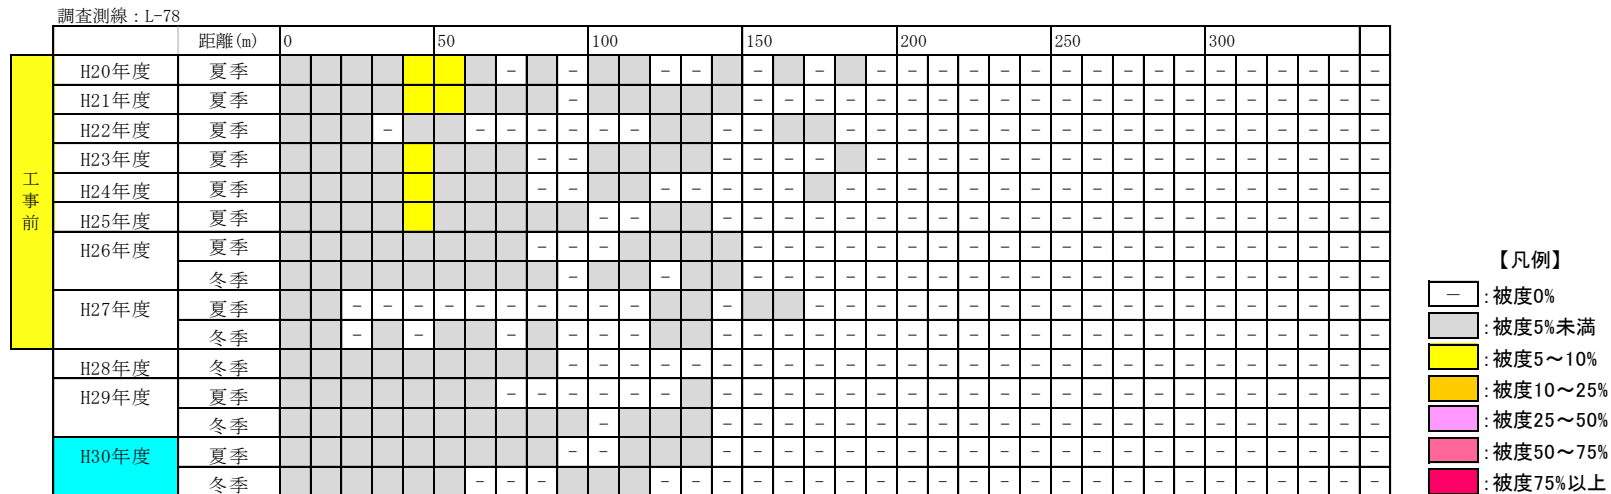 調査測線：L-78
距離(m) 0 50 100 150 200 250 300
工事前
H20年度 夏季 － － － － － － － － － － － － － － － － － － － － － － －
H21年度 夏季 － － － － － － － － － － － － － － － － － － － － － －
H22年度 夏季 － － － － － － － － － － － － － － － － － － － － － － － － － － －
H23年度 夏季 － － － － － － － － － － － － － － － － － － － － － － －
H24年度 夏季 － － － － － － － － － － － － － － － － － － － － － － － － －
H25年度 夏季 － － － － － － － － － － － － － － － － － － － － － － － －
H26年度 夏季 － － － － － － － － － － － － － － － － － － － － － － － －
冬季 － － － － － － － － － － － － － － － － － － － － － － －
H27年度 夏季 － － － － － － － － － － － － － － － － － － － － － － － － － － － － － －
冬季 － － － － － － － － － － － － － － － － － － － － － － － － － － － －
H28年度 冬季 － － － － － － － － － － － － － － － － － － － － － － － － － － －
H29年度 夏季 － － － － － － － － － － － － － － － － － － － － － － － － － － － －
冬季 － － － － － － － － － － － － － － － － － － － － － － －
H30年度 夏季 － － － － － － － － － － － － － － － － － － － － － － － －
冬季 － － － － － － － － － － － － － － － － － － － － － － － － － － －
【凡例】
－ :被度0%
:被度5%未満
:被度5～10%
:被度10～25%
:被度25～50%
:被度50～75%
:被度75%以上